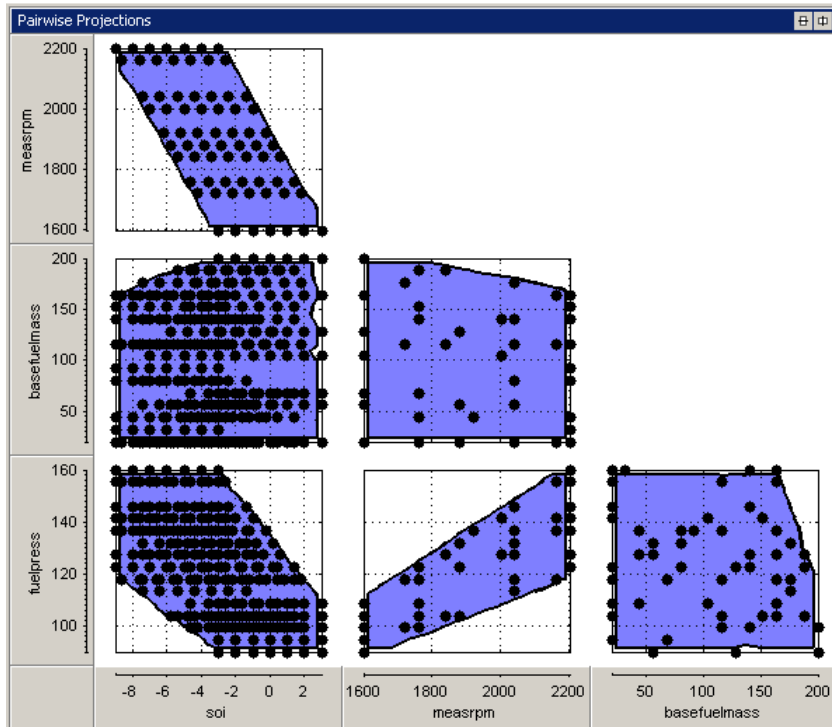 Pairwise Projections
2200
2000
1800
1600
measrpm
200
150
100
50
basefuelmass
160
140
120
100
fuelpress
-8 -6 -4 -2 0 2
1600 1800 2000 2200
50 100 150 200
soi measrpm basefuelmass